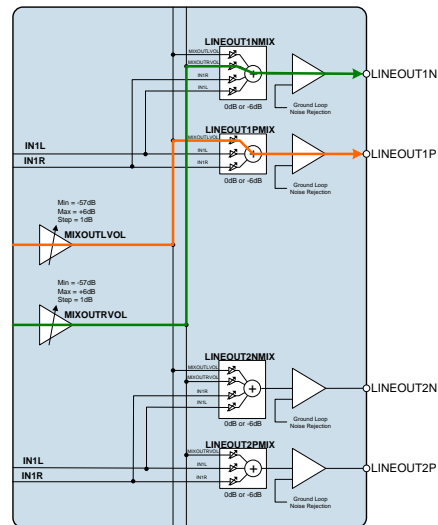 LINEOUT1NMIX
MIXOUTLVOL
MIXOUTRVOL
IN1R
IN1L
0dB or -6dB
Ground Loop
Noise Rejection
LINEOUT1N
LINEOUT1PMIX
MIXOUTLVOL
IN1L
IN1R
0dB or -6dB
Ground Loop
Noise Rejection
LINEOUT1P
IN1L
IN1R
Min = -57dB
Max = +6dB
Step = 1dB
MIXOUTLVOL
Min = -57dB
Max = +6dB
Step = 1dB
MIXOUTRVOL
LINEOUT2NMIX
MIXOUTLVOL
MIXOUTRVOL
IN1R
IN1L
0dB or -6dB
Ground Loop
Noise Rejection
LINEOUT2N
LINEOUT2PMIX
MIXOUTRVOL
IN1L
IN1R
0dB or -6dB
Ground Loop
Noise Rejection
LINEOUT2P
IN1L
IN1R